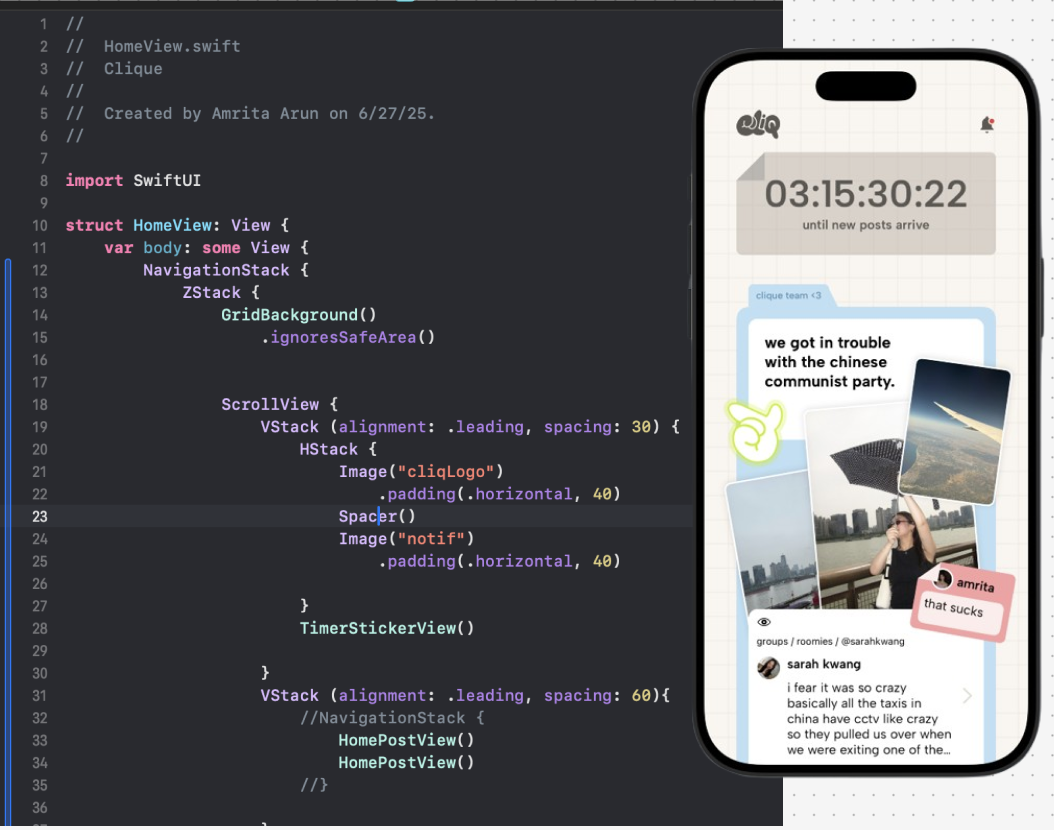 1 //
2 //  HomeView.swift
3 //  Clique
4 //
5 //  Created by Amrita Arun on 6/27/25.
6 //
7
8 import SwiftUI
9
10 struct HomeView: View {
11     var body: some View {
12         NavigationStack {
13             ZStack {
14                 GridBackground()
15                     .ignoresSafeArea()
16
17
18                 ScrollView {
19                     VStack (alignment: .leading, spacing: 30) {
20                         HStack {
21                             Image("cliqLogo")
22                                 .padding(.horizontal, 40)
23                             Spacer()
24                             Image("notif")
25                                 .padding(.horizontal, 40)
26
27                         }
28                         TimerStickerView()
29
30                     }
31                     VStack (alignment: .leading, spacing: 60){
32                         //NavigationStack {
33                             HomePostView()
34                             HomePostView()
35                         //}
36
cliq
03:15:30:22
until new posts arrive
clique team <3
we got in trouble
with the chinese
communist party.
amrita
that sucks
groups / roomies / @sarahkwang
sarah kwang
i fear it was so crazy
basically all the taxis in
china have cctv like crazy
so they pulled us over when
we were exiting one of the...